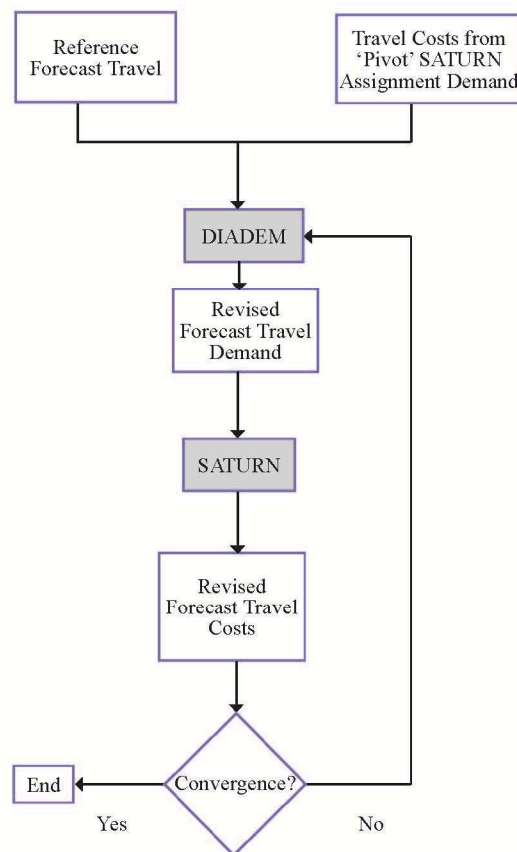 Reference
Forecast Travel
Travel Costs from
‘Pivot’ SATURN
Assignment Demand
DIADEM
Revised
Forecast Travel
Demand
SATURN
Revised
Forecast Travel
Costs
Convergence?
End
Yes
No